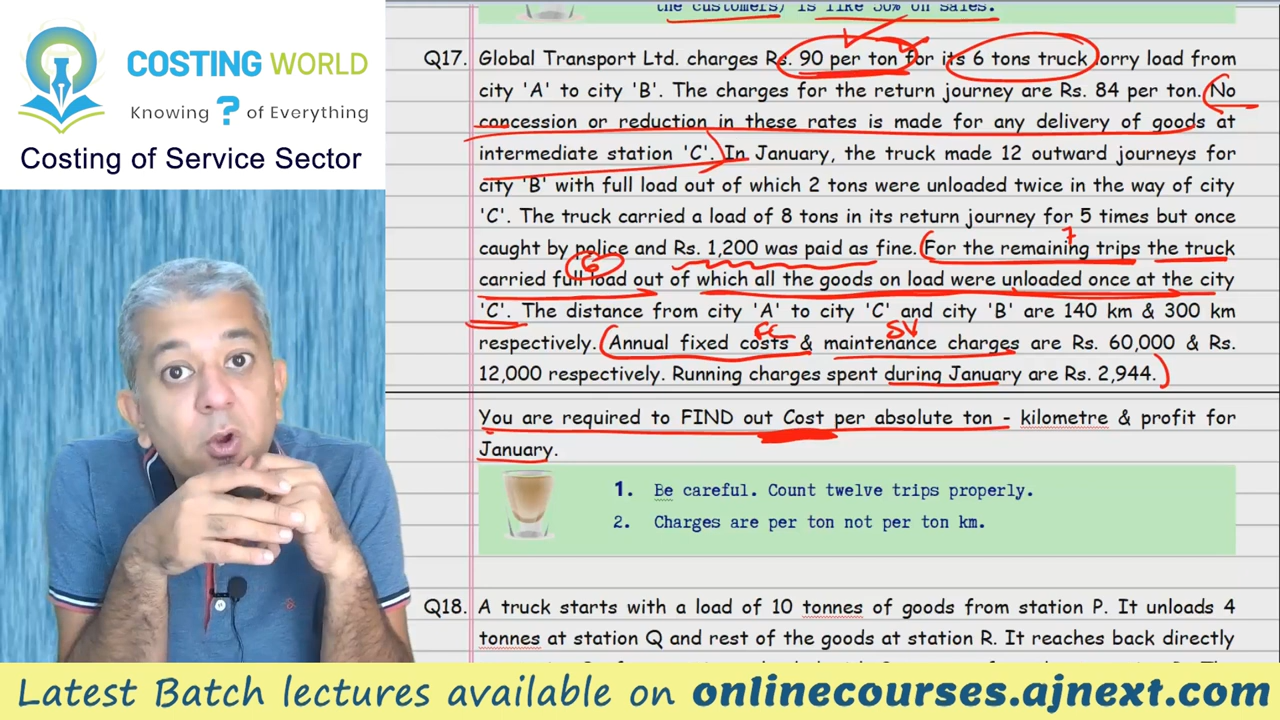 the customers) is like 50% on sales.
COSTING WORLD
Knowing ? of Everything
Costing of Service Sector
Q17. Global Transport Ltd. charges Rs. 90 per ton for its 6 tons truck lorry load from
city 'A' to city 'B'. The charges for the return journey are Rs. 84 per ton. No
concession or reduction in these rates is made for any delivery of goods at
intermediate station 'C'. In January, the truck made 12 outward journeys for
city 'B' with full load out of which 2 tons were unloaded twice in the way of city
'C'. The truck carried a load of 8 tons in its return journey for 5 times but once
caught by police and Rs. 1,200 was paid as fine. For the remaining trips the truck
7
carried full load out of which all the goods on load were unloaded once at the city
6
'C'. The distance from city 'A' to city 'C' and city 'B' are 140 km & 300 km
respectively. Annual fixed costs & maintenance charges are Rs. 60,000 & Rs.
FC SV
12,000 respectively. Running charges spent during January are Rs. 2,944.
You are required to FIND out Cost per absolute ton - kilometre & profit for
January.
1. Be careful. Count twelve trips properly.
2. Charges are per ton not per ton km.
Q18. A truck starts with a load of 10 tonnes of goods from station P. It unloads 4
tonnes at station Q and rest of the goods at station R. It reaches back directly
Latest Batch lectures available on onlinecourses.ajnext.com